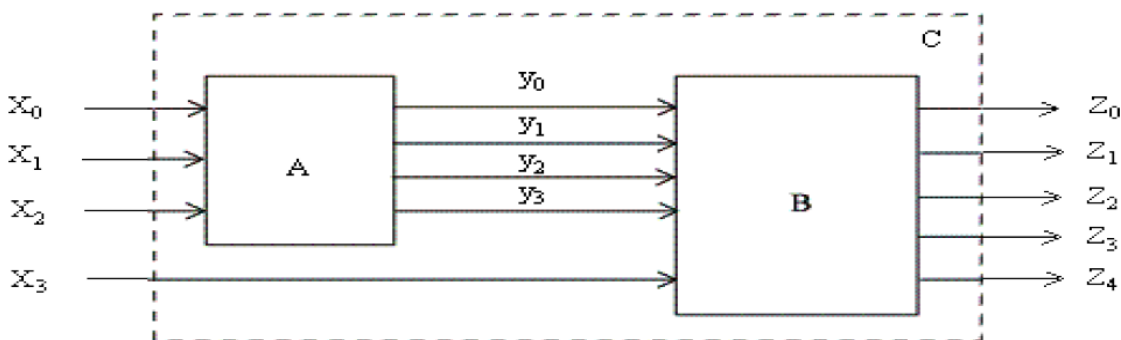 C
X₀
X₁
X₂
X₃
A
y₀
y₁
y₂
y₃
B
Z₀
Z₁
Z₂
Z₃
Z₄